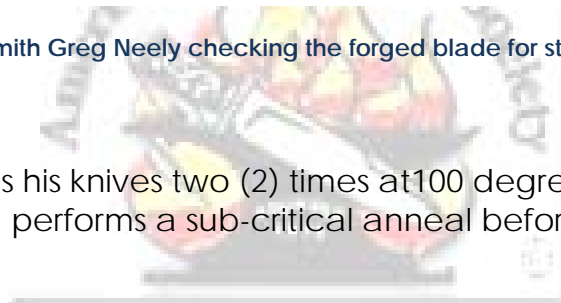 mith Greg Neely checking the forged blade for st
s his knives two (2) times at100 degre
performs a sub-critical anneal befor